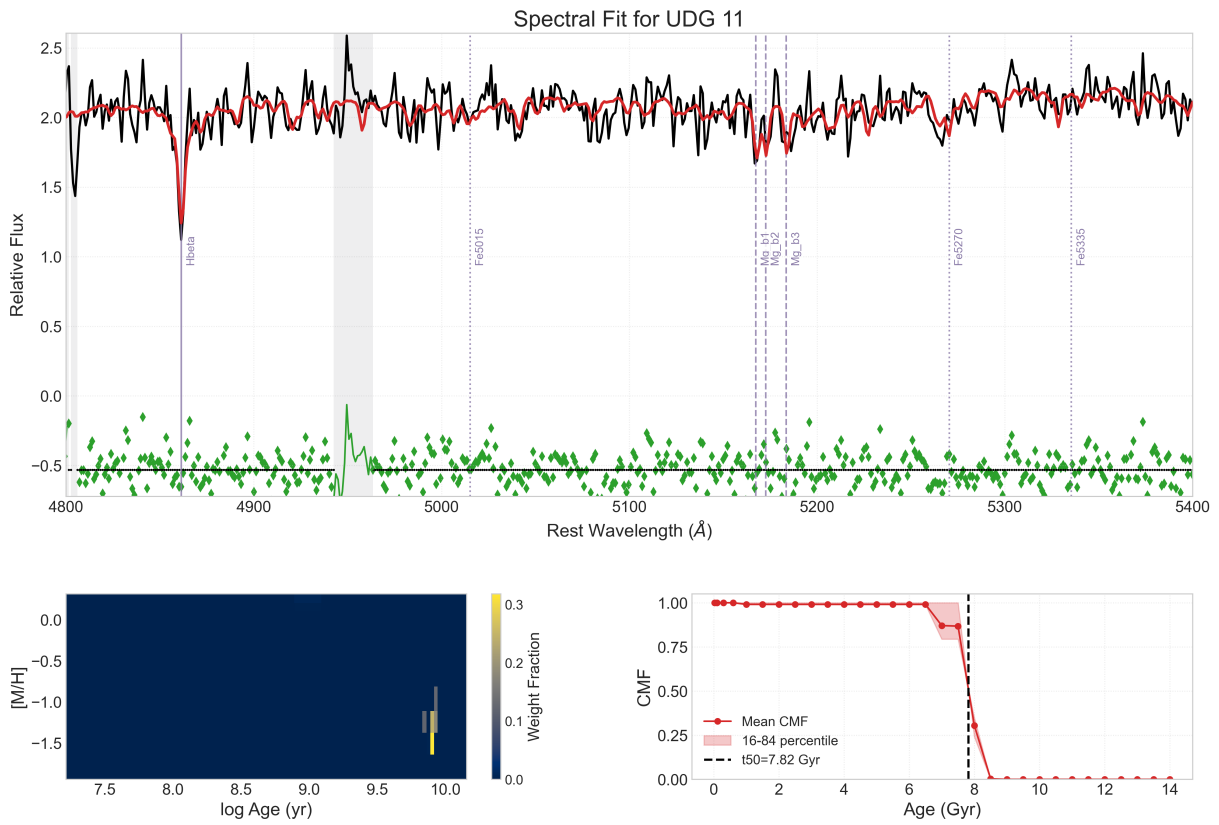 Spectral Fit for UDG 11
Relative Flux
2.5
2.0
1.5
1.0
0.5
0.0
−0.5
Hbeta
Fe5015
Mg_b1
Mg_b2
Mg_b3
Fe5270
Fe5335
4800 4900 5000 5100 5200 5300 5400
Rest Wavelength (Å)
[M/H]
0.0
−0.5
−1.0
−1.5
7.5 8.0 8.5 9.0 9.5 10.0
log Age (yr)
0.3
0.2
0.1
0.0
Weight Fraction
CMF
1.00
0.75
0.50
0.25
0.00
Mean CMF
16-84 percentile
t50=7.82 Gyr
0 2 4 6 8 10 12 14
Age (Gyr)